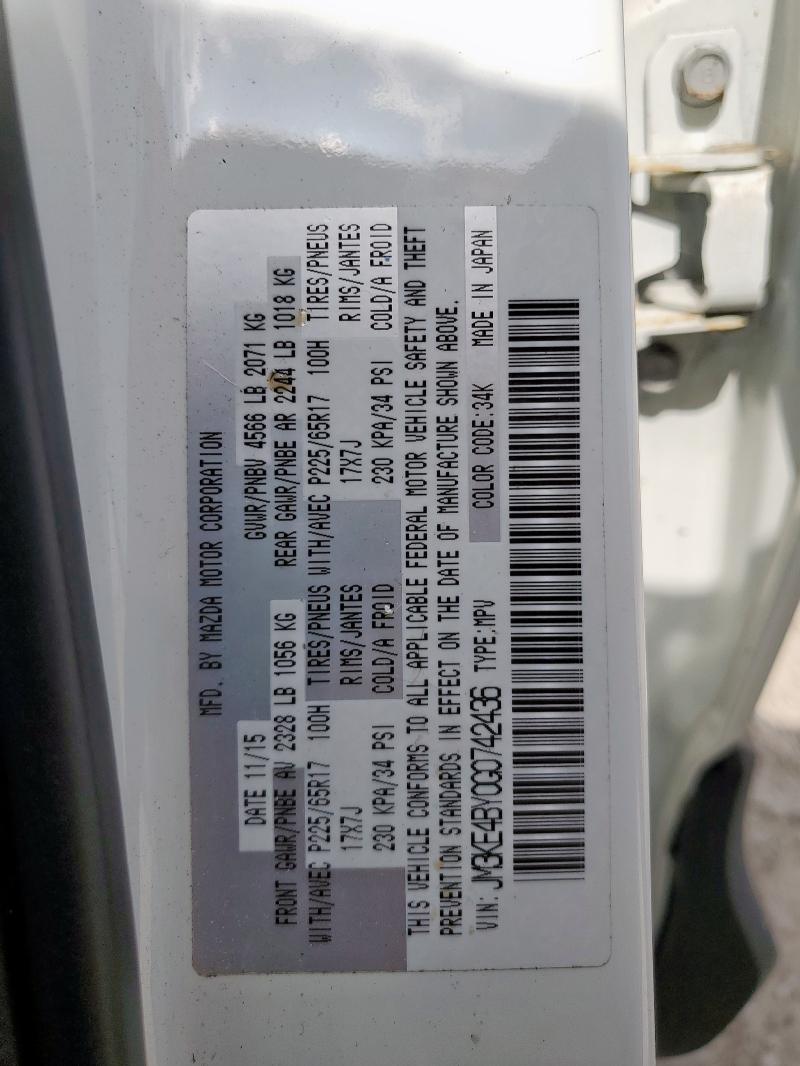 MFD. BY MAZDA MOTOR CORPORATION
DATE 11/15 GVWR/PNBV 4566 LB 2071 KG
FRONT GAWR/PNBE AV 2328 LB 1056 KG REAR GAWR/PNBE AR 2244 LB 1018 KG
WITH/AVEC P225/65R17 100H TIRES/PNEUS WITH/AVEC P225/65R17 100H TIRES/PNEUS
17X7J RIMS/JANTES 17X7J RIMS/JANTES
230 KPA/34 PSI COLD/A FROID 230 KPA/34 PSI COLD/A FROID
THIS VEHICLE CONFORMS TO ALL APPLICABLE FEDERAL MOTOR VEHICLE SAFETY AND THEFT
PREVENTION STANDARDS IN EFFECT ON THE DATE OF MANUFACTURE SHOWN ABOVE.
VIN: JM3KE4BY0G0742436 TYPE:MPV COLOR CODE:34K MADE IN JAPAN